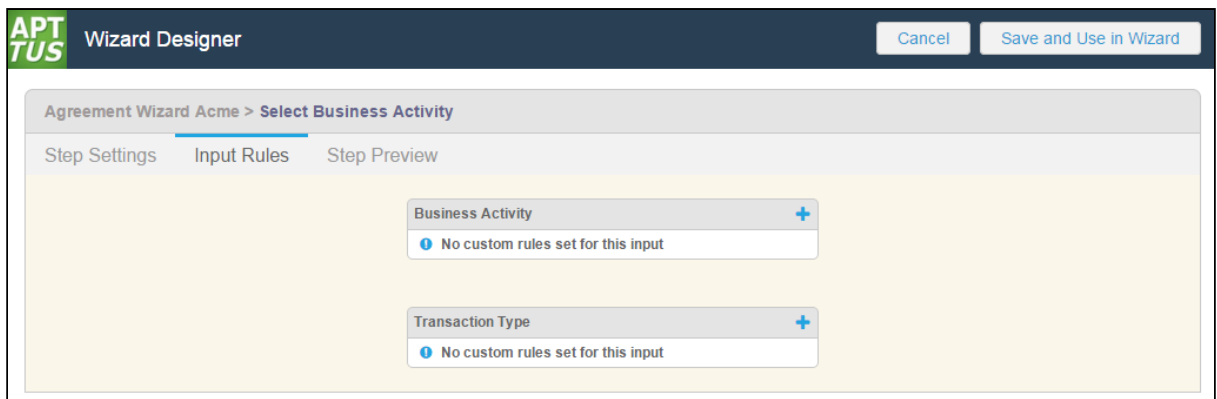 APT
TUS
Wizard Designer
Cancel
Save and Use in Wizard
Agreement Wizard Acme > Select Business Activity
Step Settings
Input Rules
Step Preview
Business Activity
No custom rules set for this input
Transaction Type
No custom rules set for this input